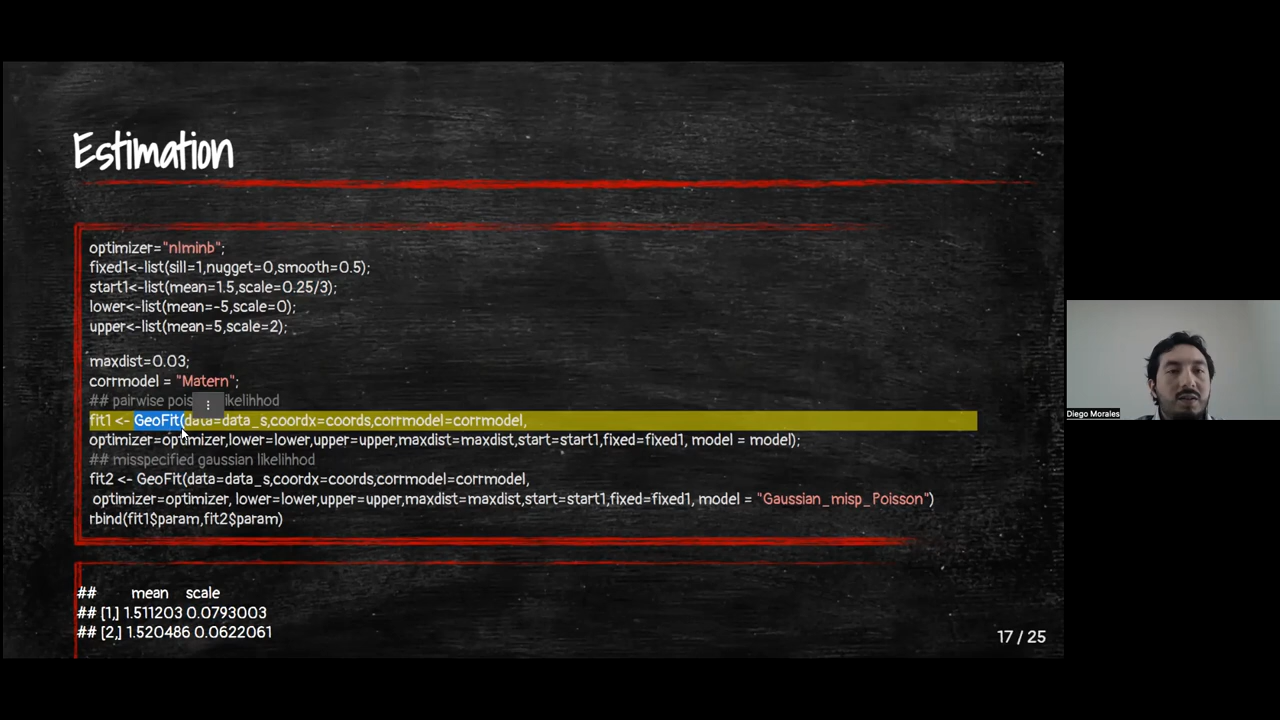 Estimation
optimizer="nlminb";
fixed1<-list(sill=1,nugget=0,smooth=0.5);
start1<-list(mean=1.5,scale=0.25/3);
lower<-list(mean=-5,scale=0);
upper<-list(mean=5,scale=2);
maxdist=0.03;
corrmodel = "Matern";
## pairwise likelihhod
fit1 <- GeoFit(data=data_s,coordx=coords,corrmodel=corrmodel,
optimizer=optimizer,lower=lower,upper=upper,maxdist=maxdist,start=start1,fixed=fixed1, model = model);
## misspecified gaussian likelihhod
fit2 <- GeoFit(data=data_s,coordx=coords,corrmodel=corrmodel,
optimizer=optimizer, lower=lower,upper=upper,maxdist=maxdist,start=start1,fixed=fixed1, model = "Gaussian_misp_Poisson")
rbind(fit1$param,fit2$param)
## mean scale
## [1,] 1.511203 0.0793003
## [2,] 1.520486 0.0622061
17 / 25
Diego Morales